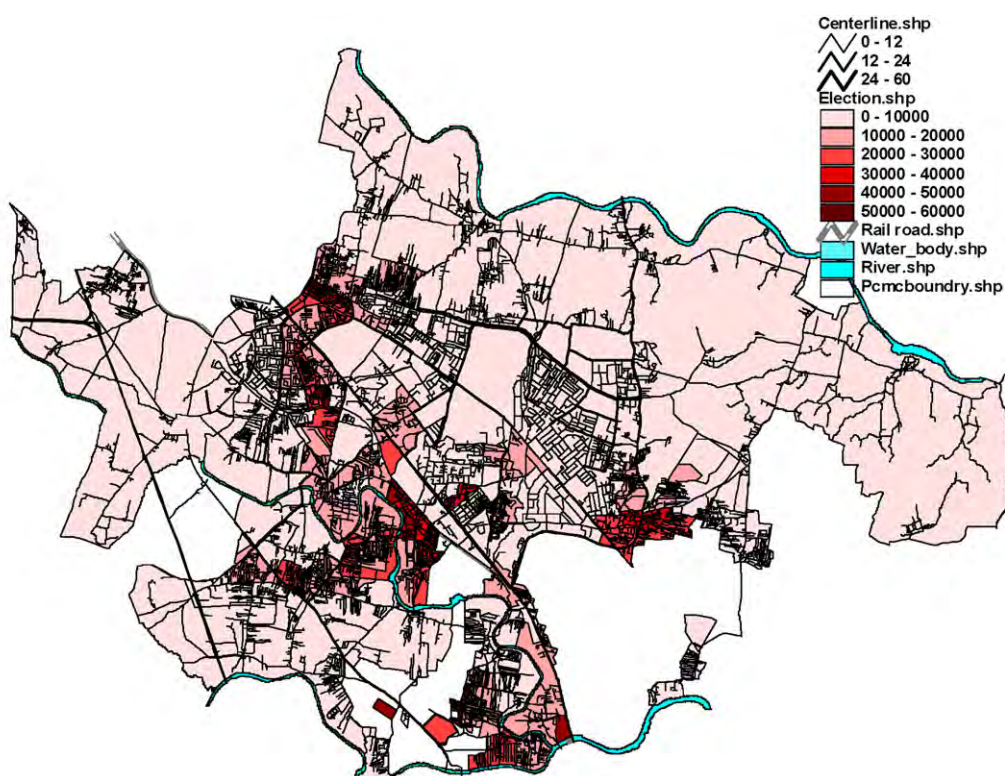 Centerline.shp
0 - 12
12 - 24
24 - 60
Election.shp
0 - 10000
10000 - 20000
20000 - 30000
30000 - 40000
40000 - 50000
50000 - 60000
Rail road.shp
Water_body.shp
River.shp
Pcmcboundry.shp